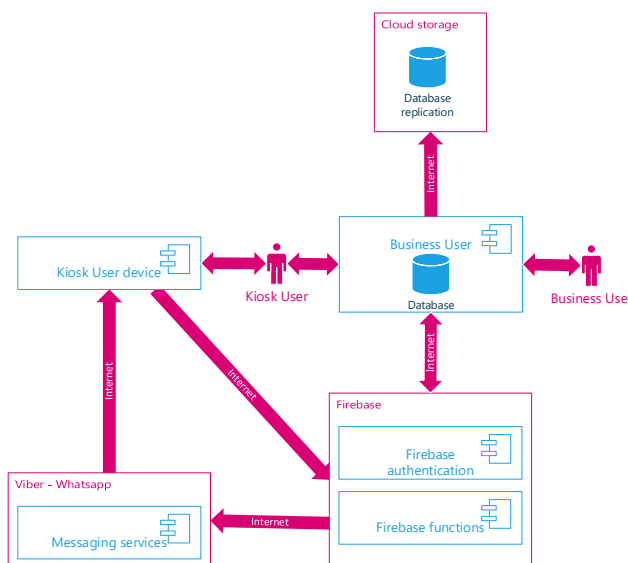 Cloud storage
Database
replication
Internet
Business User
Database
Kiosk User device
Kiosk User
Business Use
Internet
Internet
Internet
Firebase
Firebase
authentication
Firebase functions
Viber - Whatsapp
Messaging services
Internet